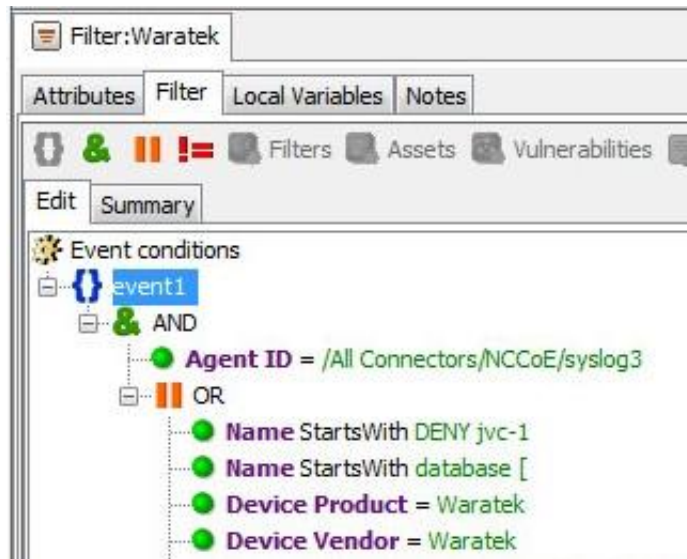 Filter:Waratek
Attributes Filter Local Variables Notes
{} & || != Filters Assets Vulnerabilities
Edit Summary
Event conditions
{} event1
& AND
Agent ID = /All Connectors/NCCoE/syslog3
|| OR
Name StartsWith DENY jvc-1
Name StartsWith database [
Device Product = Waratek
Device Vendor = Waratek